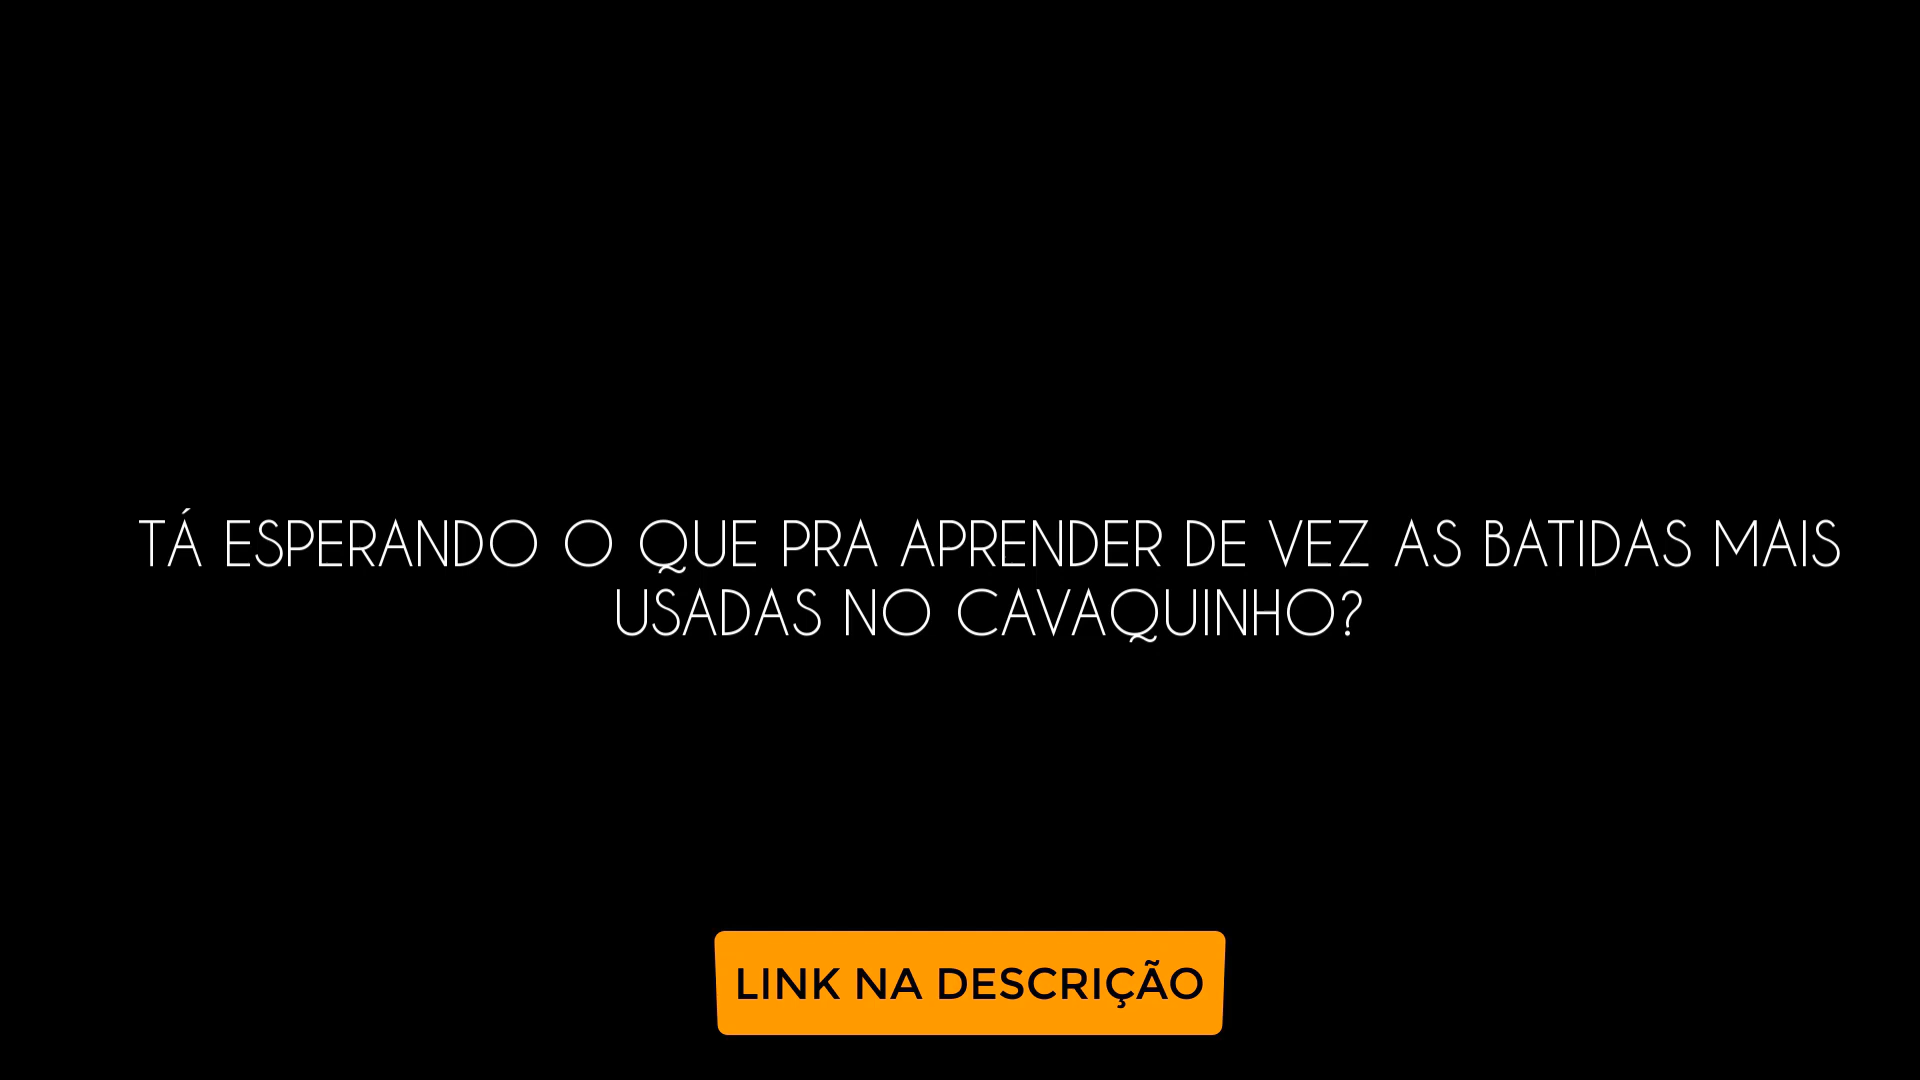 TÁ ESPERANDO O QUE PRA APRENDER DE VEZ AS BATIDAS MAIS
USADAS NO CAVAQUINHO?
LINK NA DESCRIÇÃO